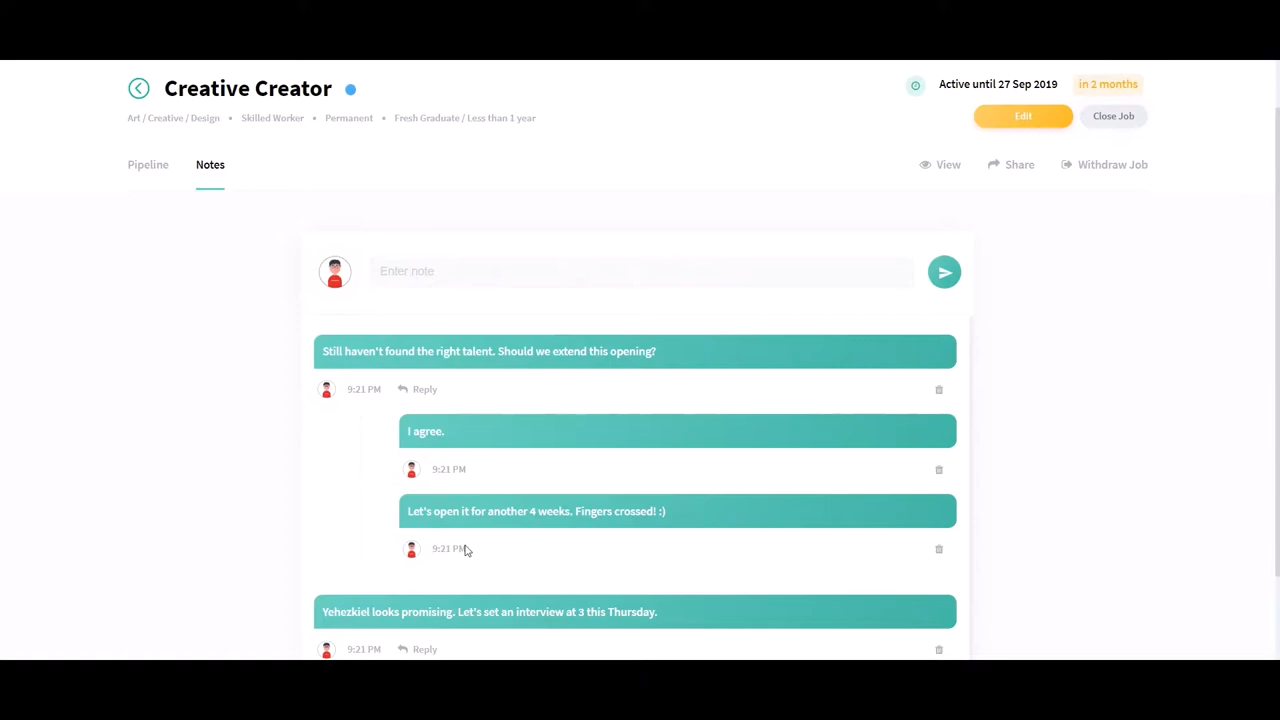 Creative Creator
Active until 27 Sep 2019 in 2 months
Art / Creative / Design • Skilled Worker • Permanent • Fresh Graduate / Less than 1 year
Edit Close Job
Pipeline Notes View Share Withdraw Job
Enter note
Still haven't found the right talent. Should we extend this opening?
9:21 PM Reply
I agree.
9:21 PM
Let's open it for another 4 weeks. Fingers crossed! :)
9:21 PM
Yehezkiel looks promising. Let's set an interview at 3 this Thursday.
9:21 PM Reply